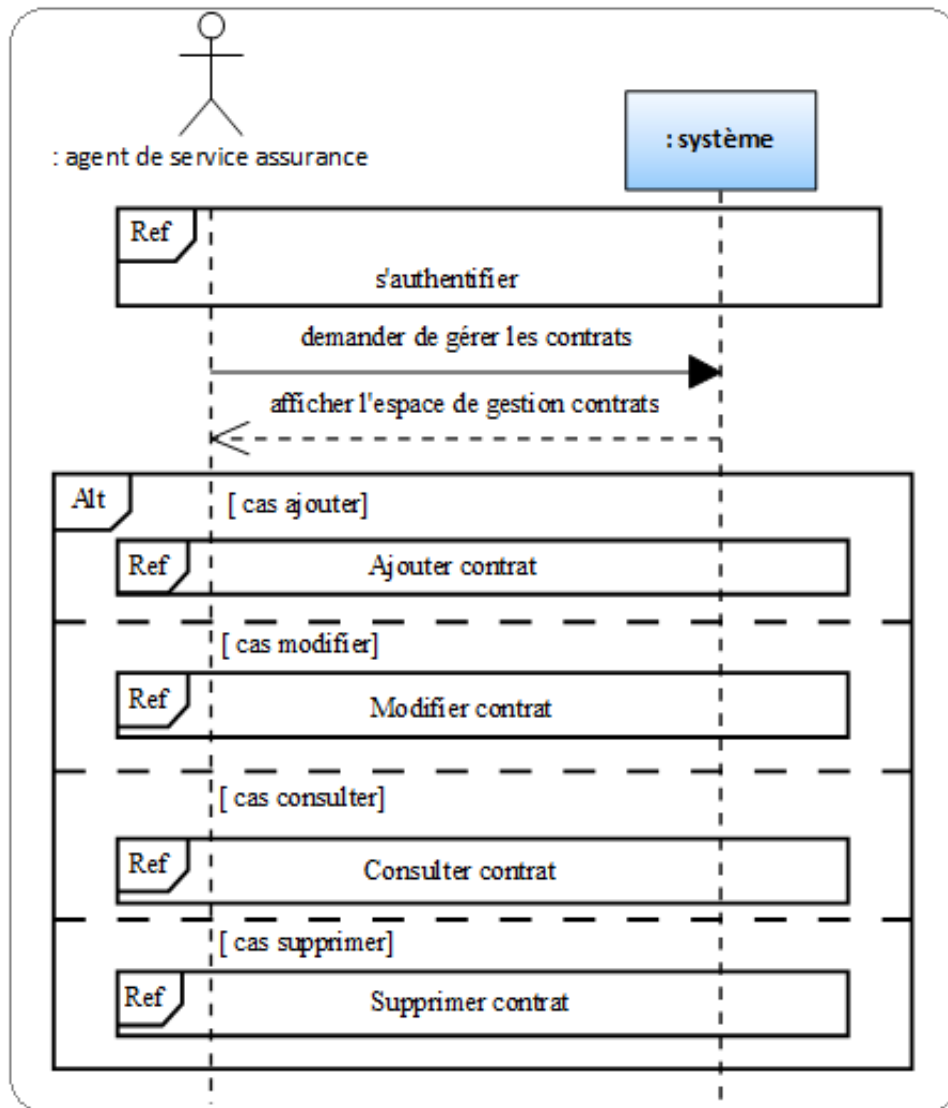 : agent de service assurance
: système
Ref
s'authentifier
demander de gérer les contrats
afficher l'espace de gestion contrats
Alt
[ cas ajouter]
Ref
Ajouter contrat
[ cas modifier]
Ref
Modifier contrat
[ cas consulter]
Ref
Consulter contrat
[ cas supprimer]
Ref
Supprimer contrat